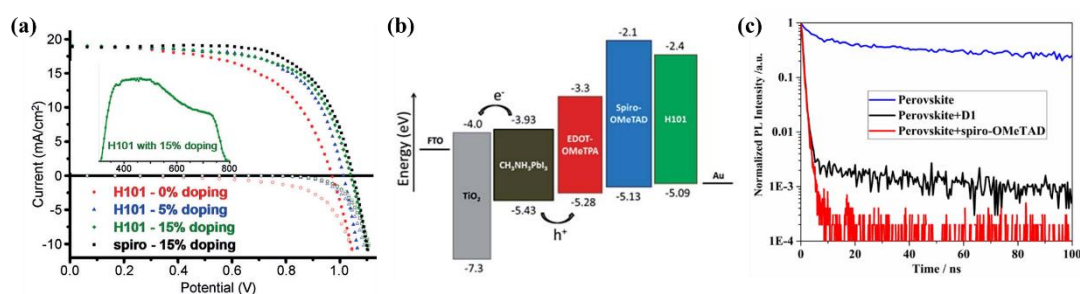 (a)
Current (mA/cm²)
20
15
10
5
0
-5
-10
H101 with 15% doping
400
600
800
H101 - 0% doping
H101 - 5% doping
H101 - 15% doping
spiro - 15% doping
0.0
0.2
0.4
0.6
0.8
1.0
Potential (V)
(b)
Energy (eV)
FTO
-4.0
TiO₂
-7.3
e⁻
-3.93
CH₃NH₃PbI₃
-5.43
h⁺
-3.3
EDOT-
OMeTPA
-5.28
-2.1
Spiro-
OMeTAD
-5.13
-2.4
H101
-5.09
Au
(c)
Normalized PL Intensity /a.u.
1
0.1
0.01
1E-3
1E-4
Perovskite
Perovskite+D1
Perovskite+spiro-OMeTAD
0
20
40
60
80
100
Time / ns